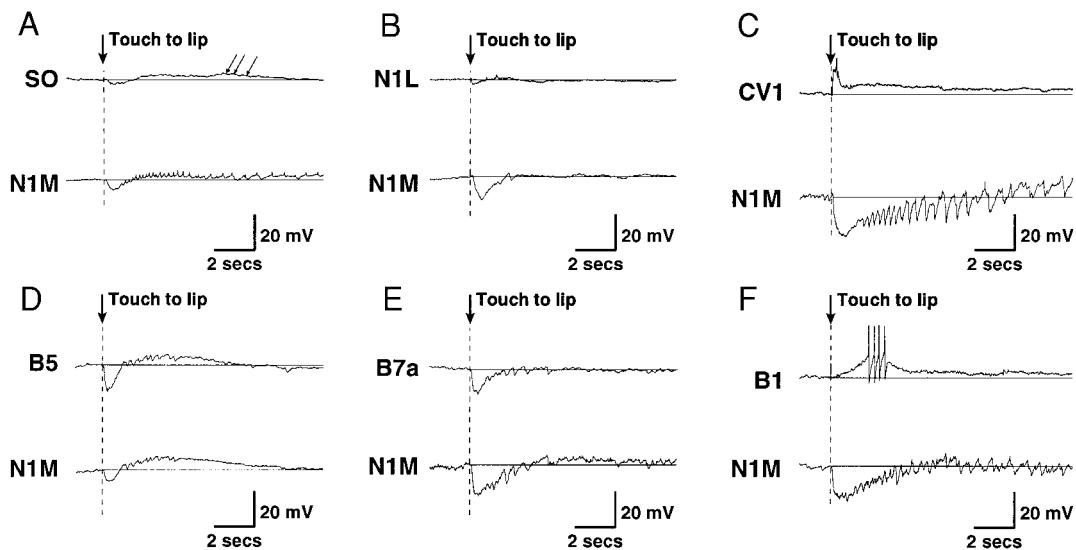 A
Touch to lip
SO
N1M
20 mV
2 secs
B
Touch to lip
N1L
N1M
20 mV
2 secs
C
Touch to lip
CV1
N1M
20 mV
2 secs
D
Touch to lip
B5
N1M
20 mV
2 secs
E
Touch to lip
B7a
N1M
20 mV
2 secs
F
Touch to lip
B1
N1M
20 mV
2 secs